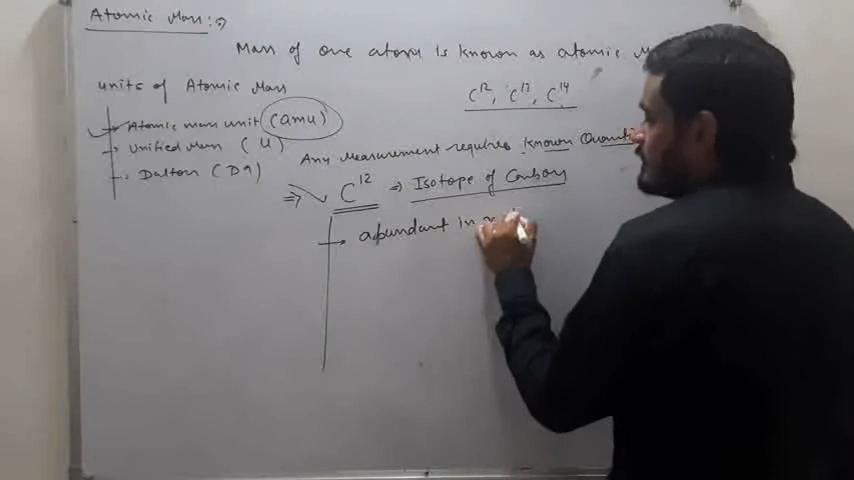 Atomic Mass:⇒
Mass of one atom is known as atomic M
units of Atomic Mass
C¹², C¹³, C¹⁴
→ Atomic mass unit (amu)
→ Unified Mass (U)
→ Dalton (Da)
Any Measurement requires known Quanti
⇒ C¹² ⇒ Isotope of Carbon
→ abundant in